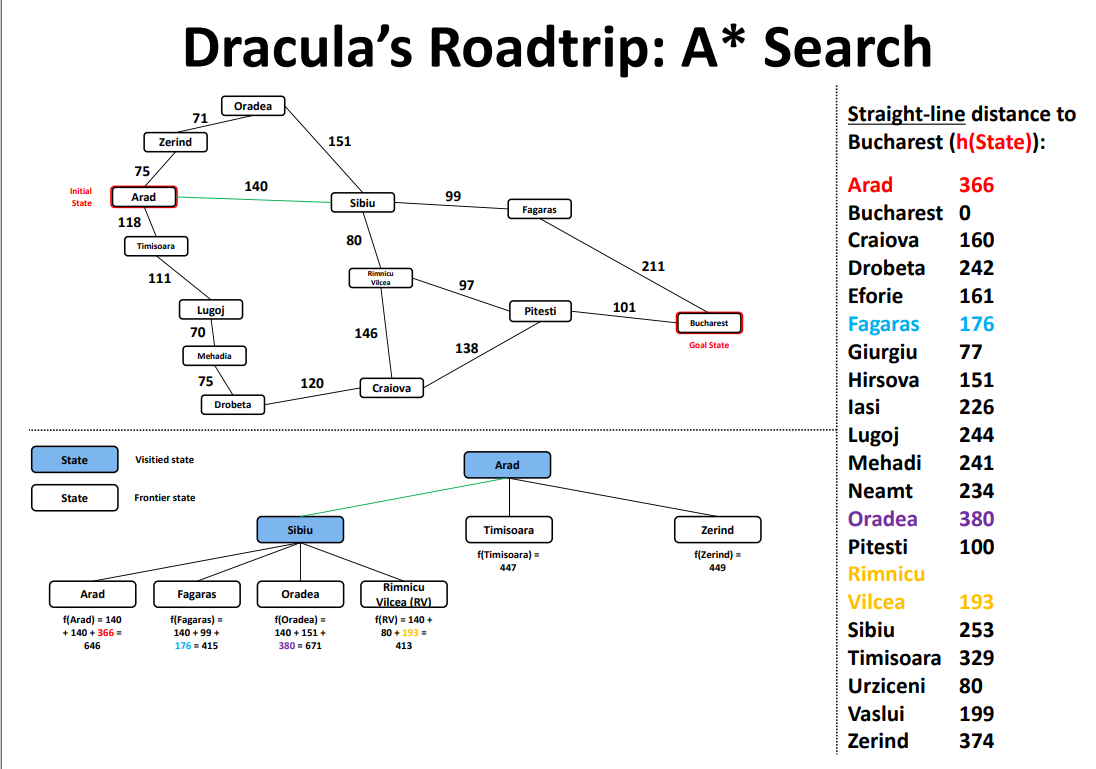 Dracula's Roadtrip: A* Search
Oradea
71
Zerind
151
75
Initial
State
Arad
140
Sibiu
99
Fagaras
118
Timisoara
80
111
Rimnicu
Vilcea
97
211
Lugoj
Pitesti
101
Bucharest
Goal State
70
146
138
Mehadia
75
120
Craiova
Drobeta
State
Visitied state
State
Frontier state
Arad
Sibiu
Timisoara
Zerind
f(Timisoara) =
447
f(Zerind) =
449
Arad
Fagaras
Oradea
Rimnicu
Vilcea (RV)
f(Arad) = 140
+ 140 + 366 =
646
f(Fagaras) =
140 + 99 +
176 = 415
f(Oradea) =
140 + 151 +
380 = 671
f(RV) = 140 +
80 + 193 =
413
Straight-line distance to
Bucharest (h(State)):
Arad 366
Bucharest 0
Craiova 160
Drobeta 242
Eforie 161
Fagaras 176
Giurgiu 77
Hirsova 151
Iasi 226
Lugoj 244
Mehadi 241
Neamt 234
Oradea 380
Pitesti 100
Rimnicu
Vilcea 193
Sibiu 253
Timisoara 329
Urziceni 80
Vaslui 199
Zerind 374